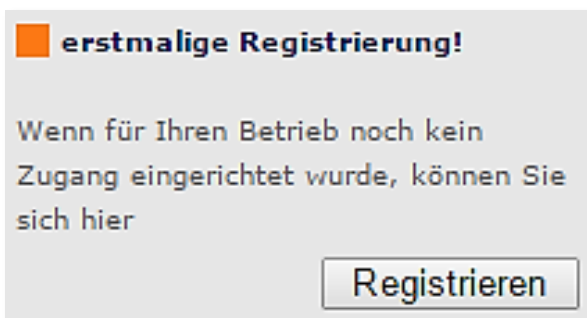 erstmalige Registrierung!
Wenn für Ihren Betrieb noch kein
Zugang eingerichtet wurde, können Sie
sich hier
Registrieren